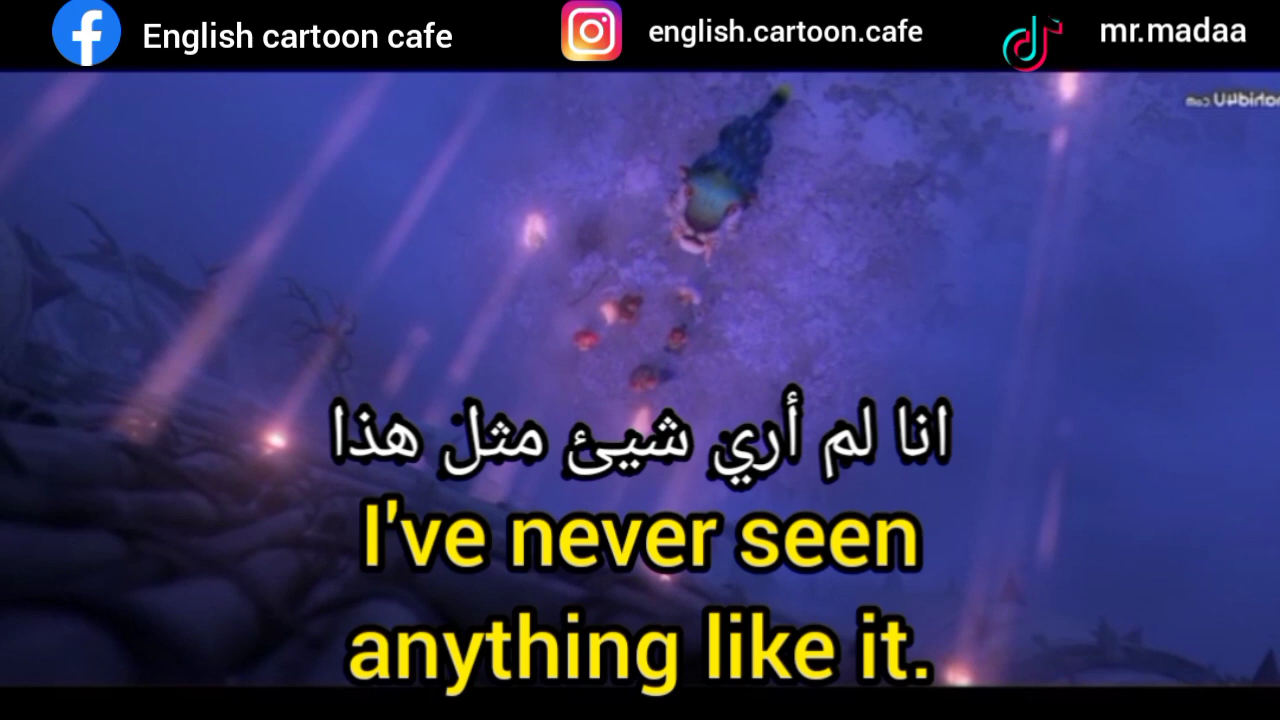 English cartoon cafe
english.cartoon.cafe
mr.madaa
انا لم أري شيئ مثل هذا
I've never seen
anything like it.